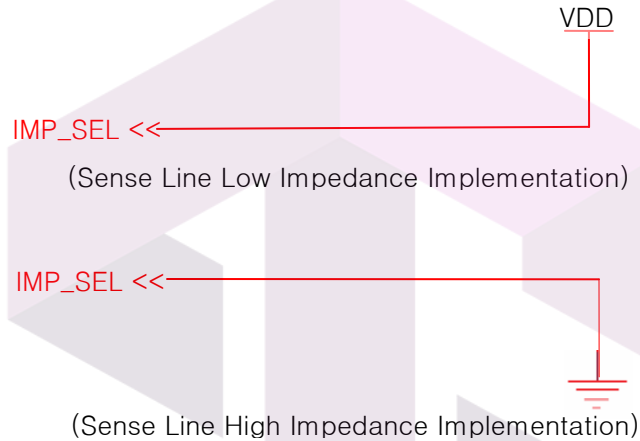 VDD
IMP_SEL <<
(Sense Line Low Impedance Implementation)
IMP_SEL <<
(Sense Line High Impedance Implementation)